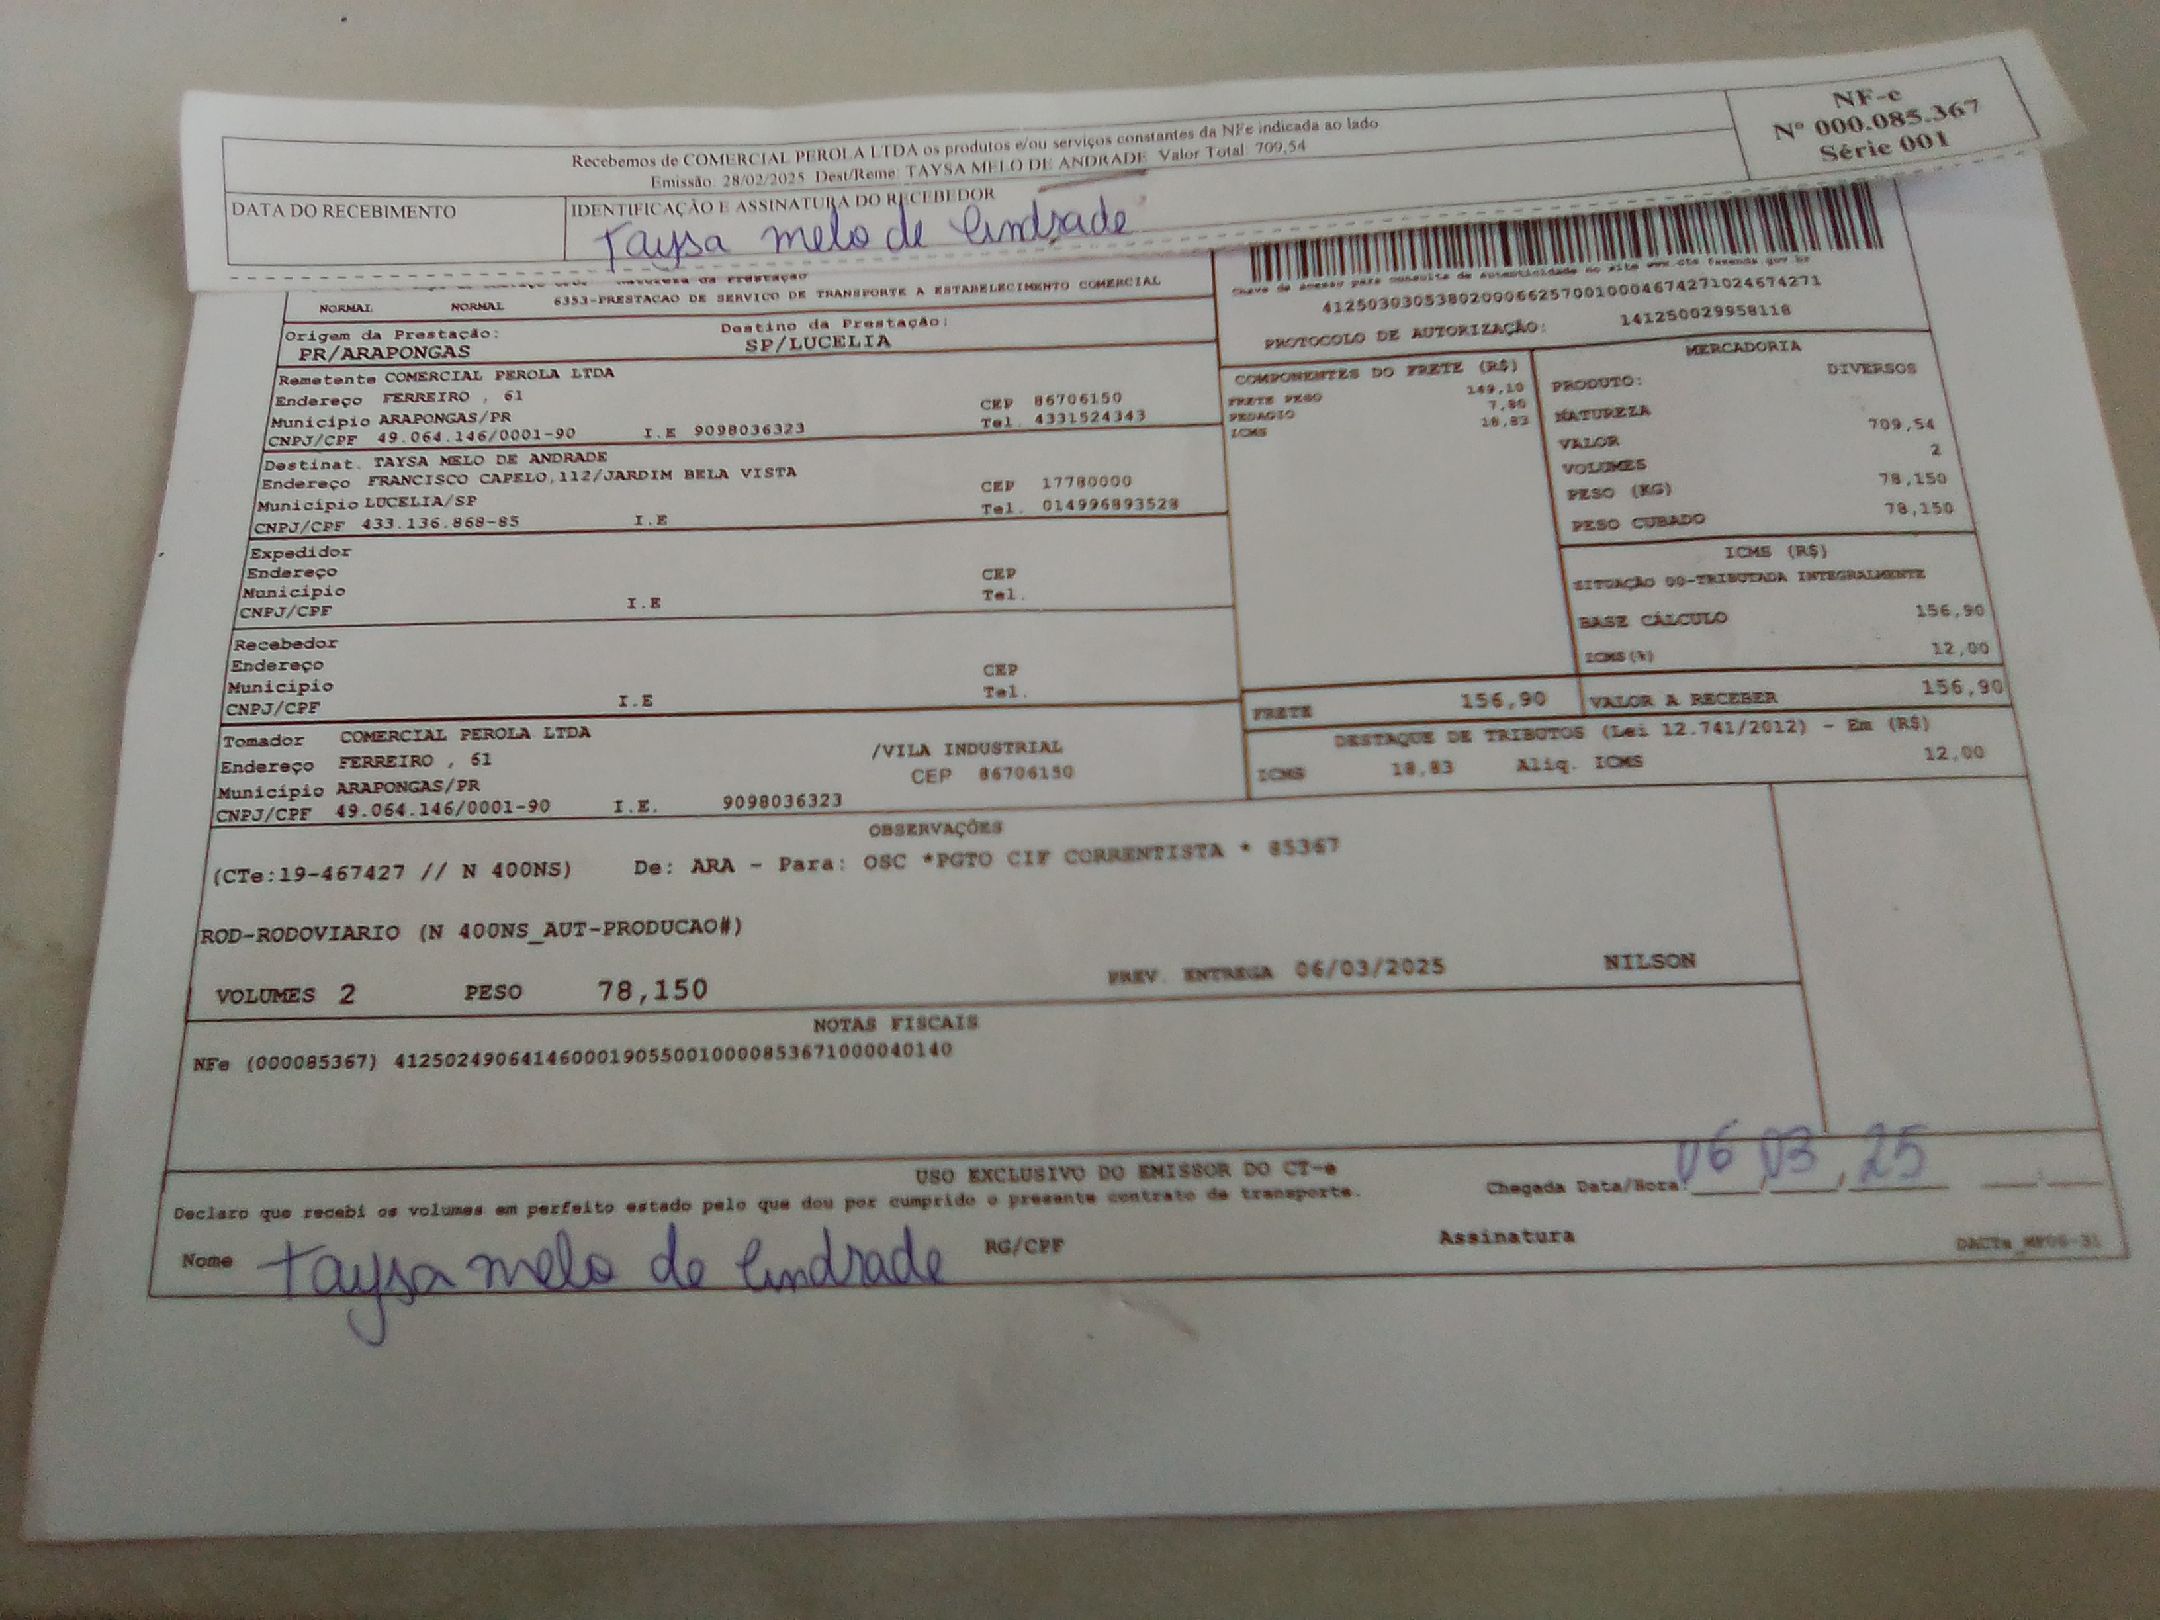 Recebemos de COMERCIAL PEROLA LTDA os produtos e/ou serviços constantes da NFe indicada ao lado
Emissão: 28/02/2025 Dest/Reme: TAYSA MELO DE ANDRADE Valor Total: 709,54
NF-e
Nº 000.085.367
Série 001
DATA DO RECEBIMENTO
IDENTIFICAÇÃO E ASSINATURA DO RECEBEDOR
Taysa melo de Andrade
NORMAL NORMAL 6353-PRESTACAO DE SERVICO DE TRANSPORTE A ESTABELECIMENTO COMERCIAL
Chave de acesso para consulta de autenticidade no site www.cte.fazenda.gov.br
41250303053802000662570010004674271024674271
PROTOCOLO DE AUTORIZAÇÃO: 141250029958118
Origem da Prestação: Destino da Prestação:
PR/ARAPONGAS SP/LUCELIA
Remetente COMERCIAL PEROLA LTDA
Endereço FERREIRO , 61 CEP 86706150
Município ARAPONGAS/PR Tel. 4331524343
CNPJ/CPF 49.064.146/0001-90 I.E 9098036323
Destinat. TAYSA MELO DE ANDRADE
Endereço FRANCISCO CAPELO,112/JARDIM BELA VISTA CEP 17780000
Município LUCELIA/SP Tel. 014996893528
CNPJ/CPF 433.136.868-85 I.E
Expedidor
Endereço CEP
Município Tel.
CNPJ/CPF I.E
Recebedor
Endereço CEP
Município Tel.
CNPJ/CPF I.E
Tomador COMERCIAL PEROLA LTDA
Endereço FERREIRO , 61 /VILA INDUSTRIAL
Município ARAPONGAS/PR CEP 86706150
CNPJ/CPF 49.064.146/0001-90 I.E. 9098036323
COMPONENTES DO FRETE (R$)
FRETE PESO 149,10
PEDAGIO 7,80
ICMS 18,83
MERCADORIA
PRODUTO: DIVERSOS
NATUREZA
VALOR 709,54
VOLUMES 2
PESO (KG) 78,150
PESO CUBADO 78,150
ICMS (R$)
SITUAÇÃO 00-TRIBUTADA INTEGRALMENTE
BASE CÁLCULO 156,90
ICMS(%) 12,00
FRETE 156,90 VALOR A RECEBER 156,90
DESTAQUE DE TRIBUTOS (Lei 12.741/2012) - Em (R$)
ICMS 18,83 Aliq. ICMS 12,00
OBSERVAÇÕES
(CTe:19-467427 // N 400NS) De: ARA - Para: OSC *PGTO CIF CORRENTISTA * 85367
ROD-RODOVIARIO (N 400NS_AUT-PRODUCAO#)
VOLUMES 2 PESO 78,150 PREV. ENTREGA 06/03/2025 NILSON
NOTAS FISCAIS
NFe (000085367) 41250249064146000190550010000853671000040140
USO EXCLUSIVO DO EMISSOR DO CT-e
Declaro que recebi os volumes em perfeito estado pelo que dou por cumprido o presente contrato de transporte.
Chegada Data/Hora: 06 03 25
Nome Taysa melo de Andrade RG/CPF Assinatura